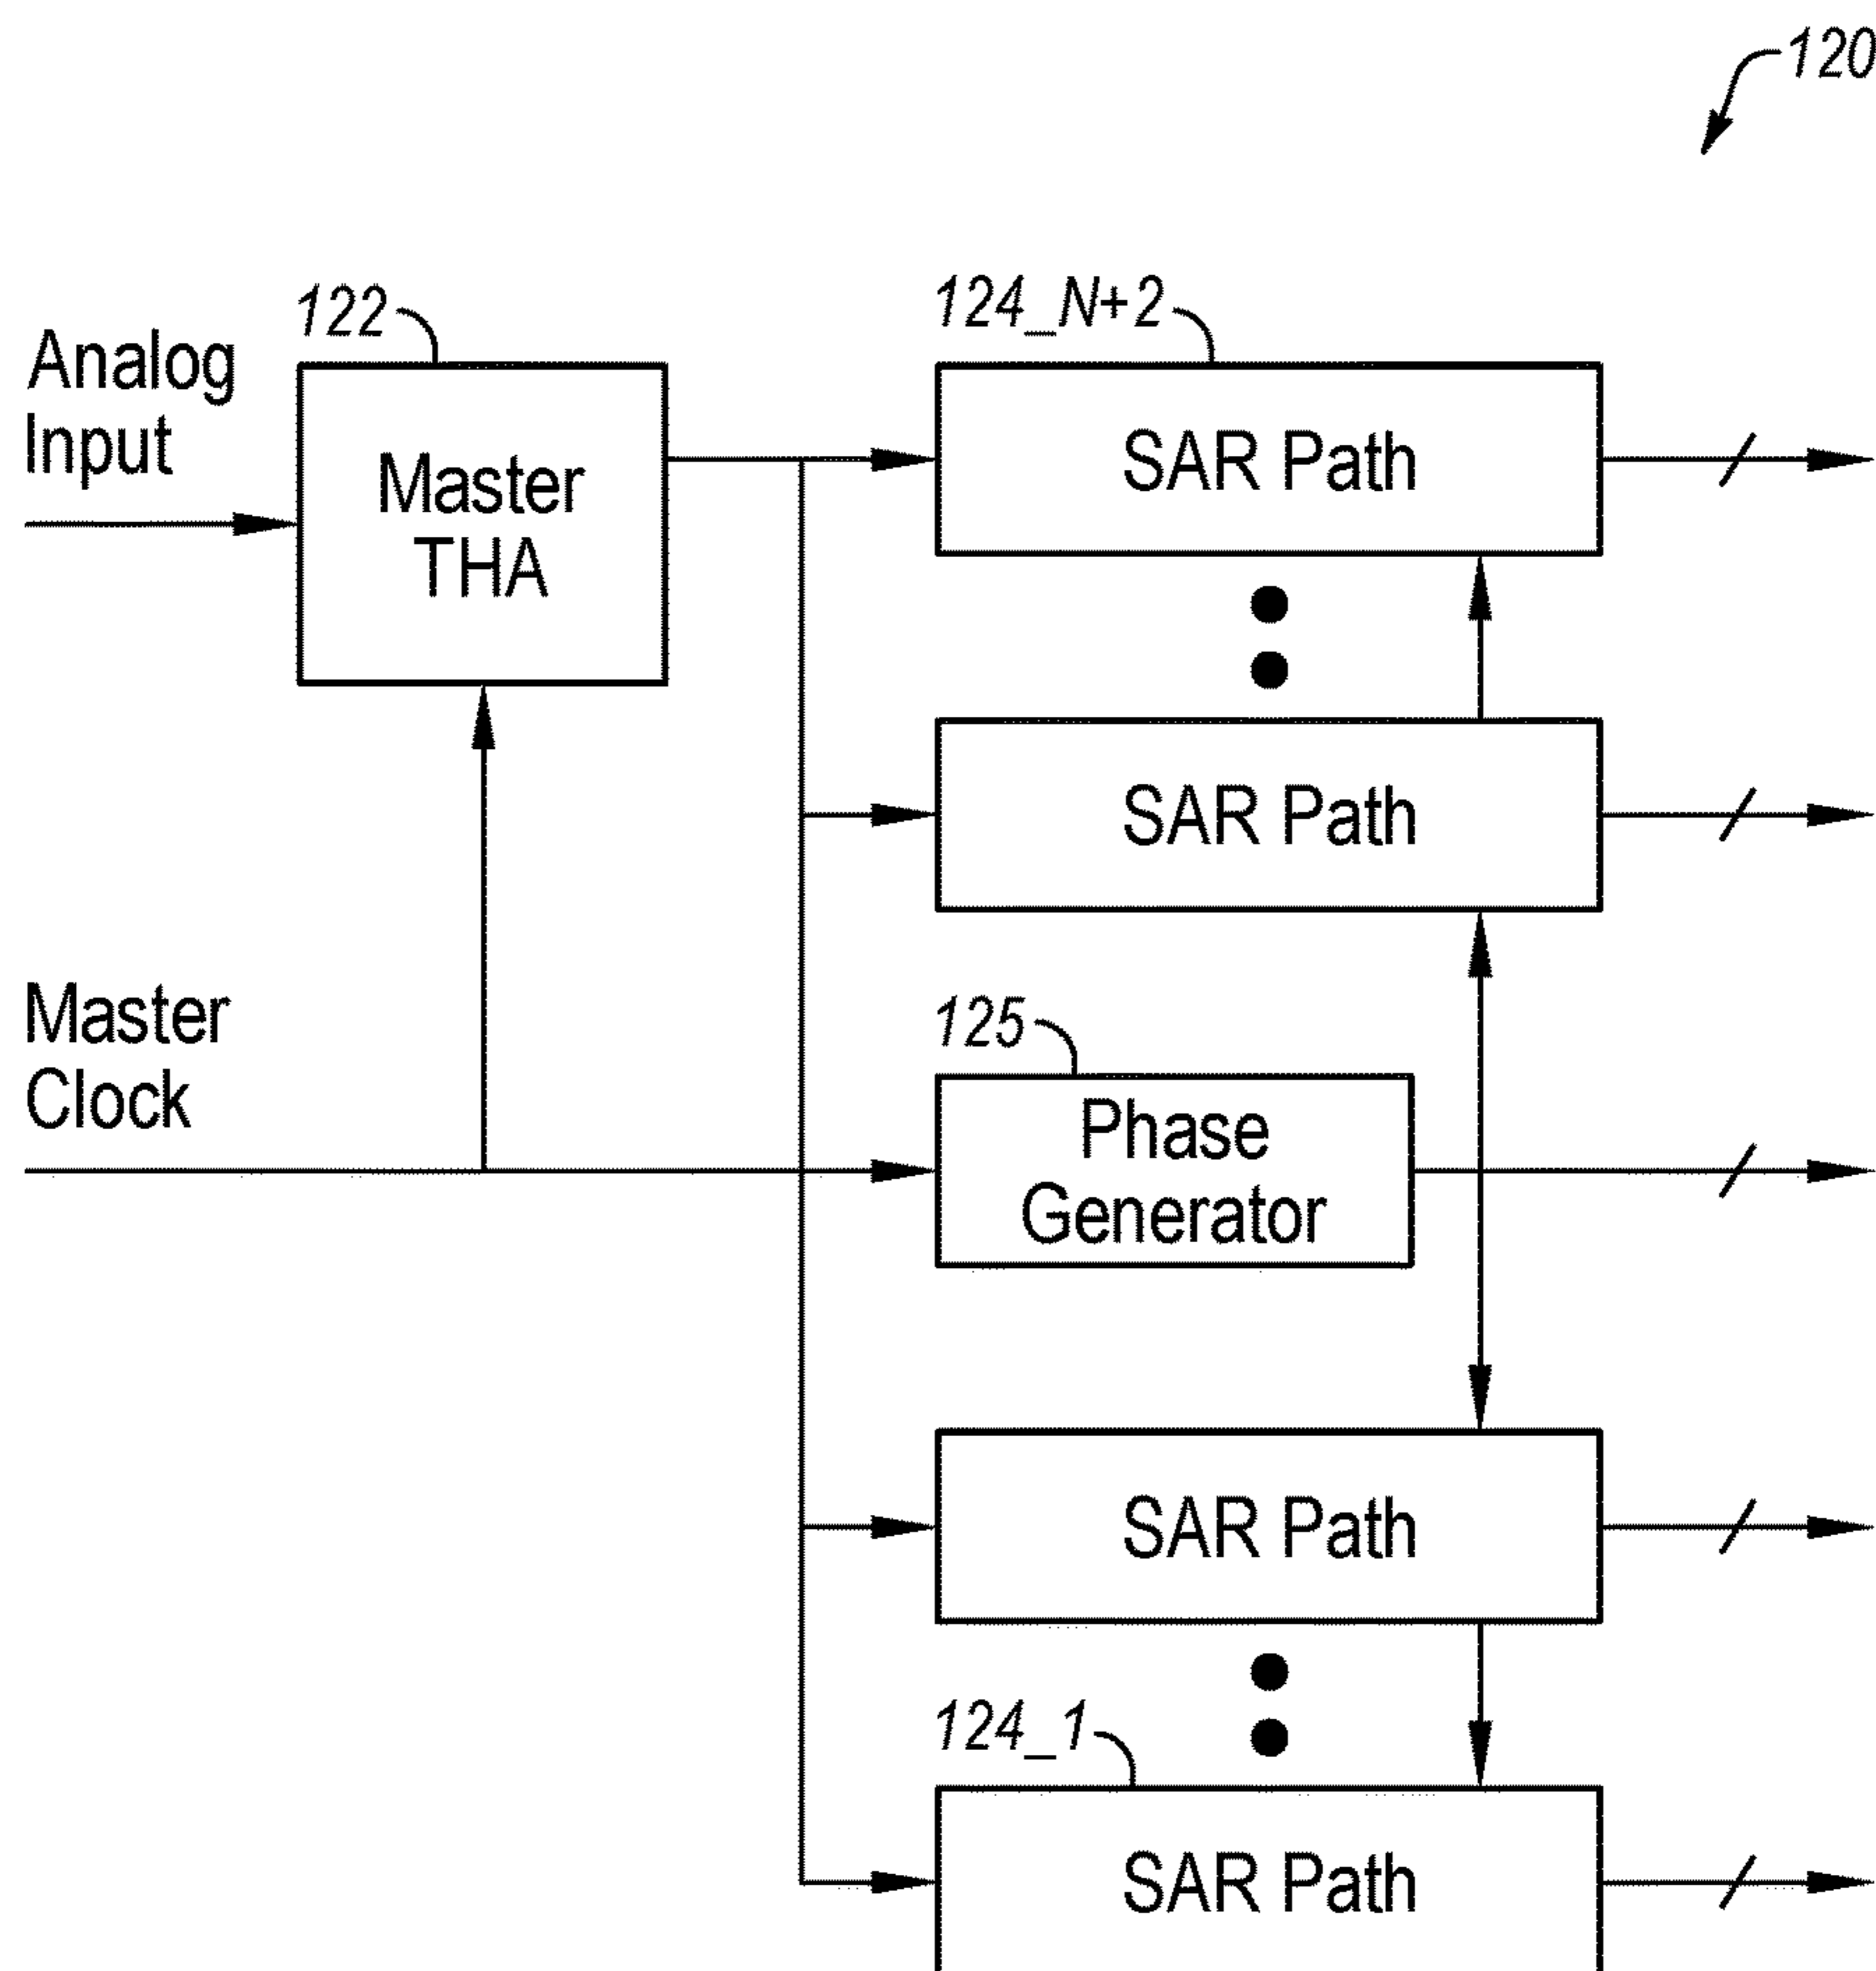 120
122
124_N+2
Analog
Input
Master
THA
SAR Path
SAR Path
Master
Clock
125
Phase
Generator
SAR Path
124_1
SAR Path